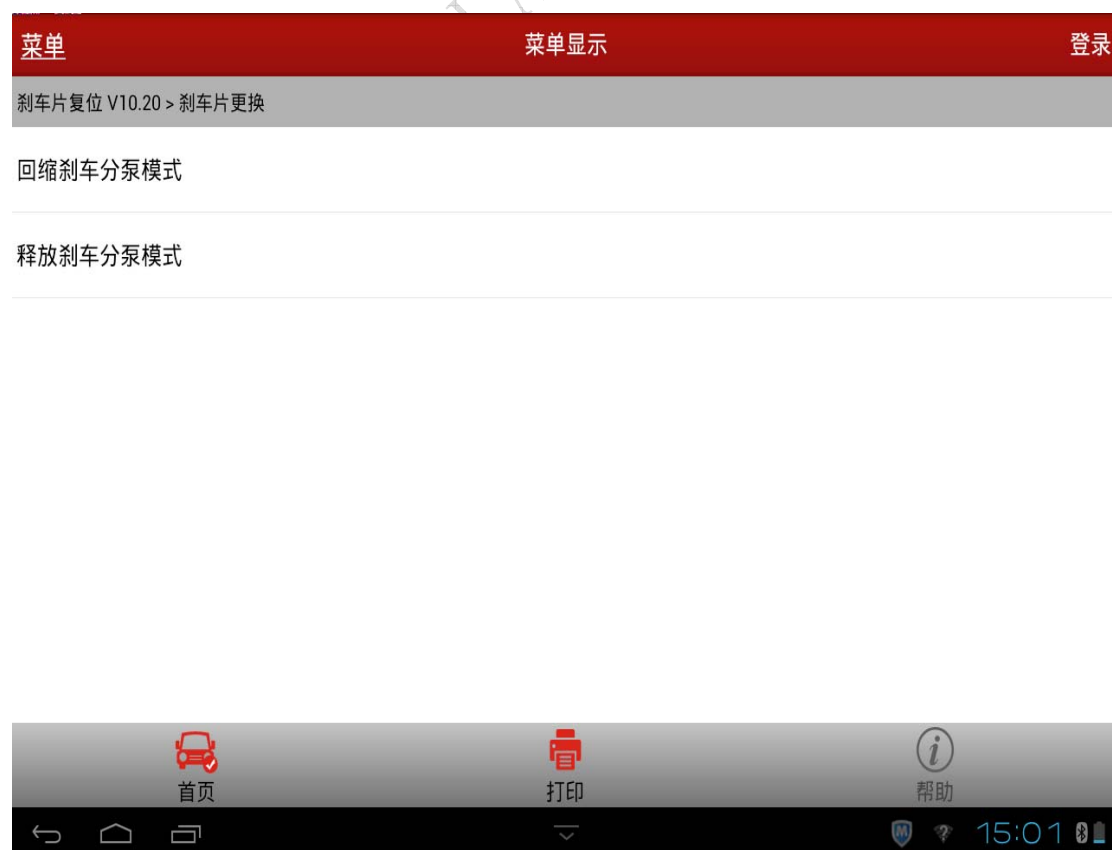 菜单 菜单显示 登录
刹车片复位 V10.20 > 刹车片更换
回缩刹车分泵模式
释放刹车分泵模式
首页 打印 帮助
15:01